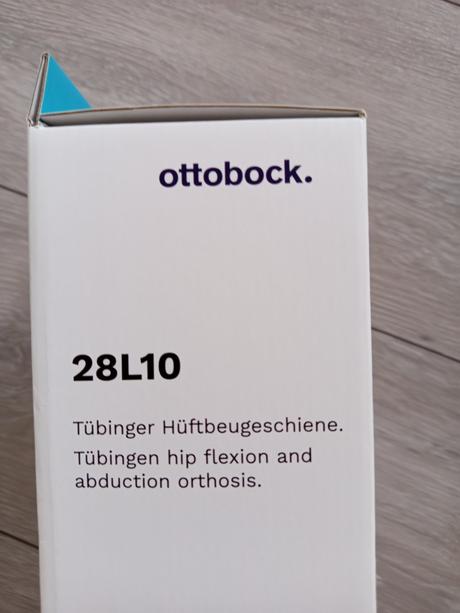 ottobock.
28L10
Tübinger Hüftbeugeschiene.
Tübingen hip flexion and
abduction orthosis.